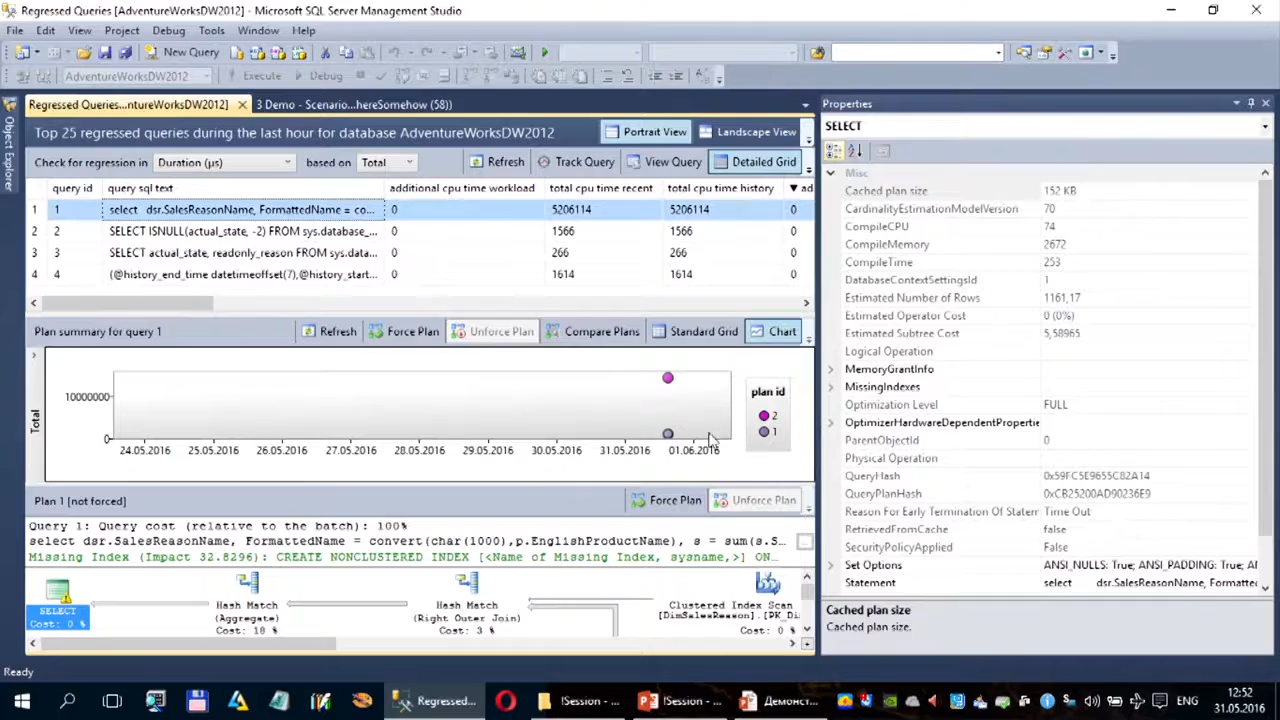 Regressed Queries [AdventureWorksDW2012] - Microsoft SQL Server Management Studio
File Edit View Project Debug Tools Window Help
New Query
AdventureWorksDW2012 Execute Debug
Object Explorer
Regressed Queries...ntureWorksDW2012] 3 Demo - Scenario...hereSomehow (58))
Top 25 regressed queries during the last hour for database AdventureWorksDW2012 Portrait View Landscape View
Check for regression in Duration (µs) based on Total Refresh Track Query View Query Detailed Grid
query id query sql text additional cpu time workload total cpu time recent total cpu time history ad
1 1 select dsr.SalesReasonName, FormattedName = co... 0 5206114 5206114 0
2 2 SELECT ISNULL(actual_state, -2) FROM sys.database_... 0 1566 1566 0
3 3 SELECT actual_state, readonly_reason FROM sys.data... 0 266 266 0
4 4 (@history_end_time datetimeoffset(7),@history_start... 0 1614 1614 0
Plan summary for query 1 Refresh Force Plan Unforce Plan Compare Plans Standard Grid Chart
Total
10000000
0
24.05.2016 25.05.2016 26.05.2016 27.05.2016 28.05.2016 29.05.2016 30.05.2016 31.05.2016 01.06.2016
plan id
2
1
Plan 1 [not forced] Force Plan Unforce Plan
Query 1: Query cost (relative to the batch): 100%
select dsr.SalesReasonName, FormattedName = convert(char(1000),p.EnglishProductName), s = sum(s.S...
Missing Index (Impact 32.8296): CREATE NONCLUSTERED INDEX [<Name of Missing Index, sysname,>] ON...
SELECT
Cost: 0 %
Hash Match
(Aggregate)
Cost: 18 %
Hash Match
(Right Outer Join)
Cost: 3 %
Clustered Index Scan
[DimSalesReason].[PK_Di
Cost: 0 %
Properties
SELECT
Misc
Cached plan size 152 KB
CardinalityEstimationModelVersion 70
CompileCPU 74
CompileMemory 2672
CompileTime 253
DatabaseContextSettingsId 1
Estimated Number of Rows 1161,17
Estimated Operator Cost 0 (0%)
Estimated Subtree Cost 5,58965
Logical Operation
MemoryGrantInfo
MissingIndexes
Optimization Level FULL
OptimizerHardwareDependentPropertie
ParentObjectId 0
Physical Operation
QueryHash 0x59FC5E9655C82A14
QueryPlanHash 0xCB25200AD90236E9
Reason For Early Termination Of Statem Time Out
RetrievedFromCache false
SecurityPolicyApplied False
Set Options ANSI_NULLS: True; ANSI_PADDING: True; AN
Statement select dsr.SalesReasonName, Formatte
Cached plan size
Cached plan size.
Ready
Regressed... !Session - ... !Session - ... Демонст... ENG 12:52
31.05.2016